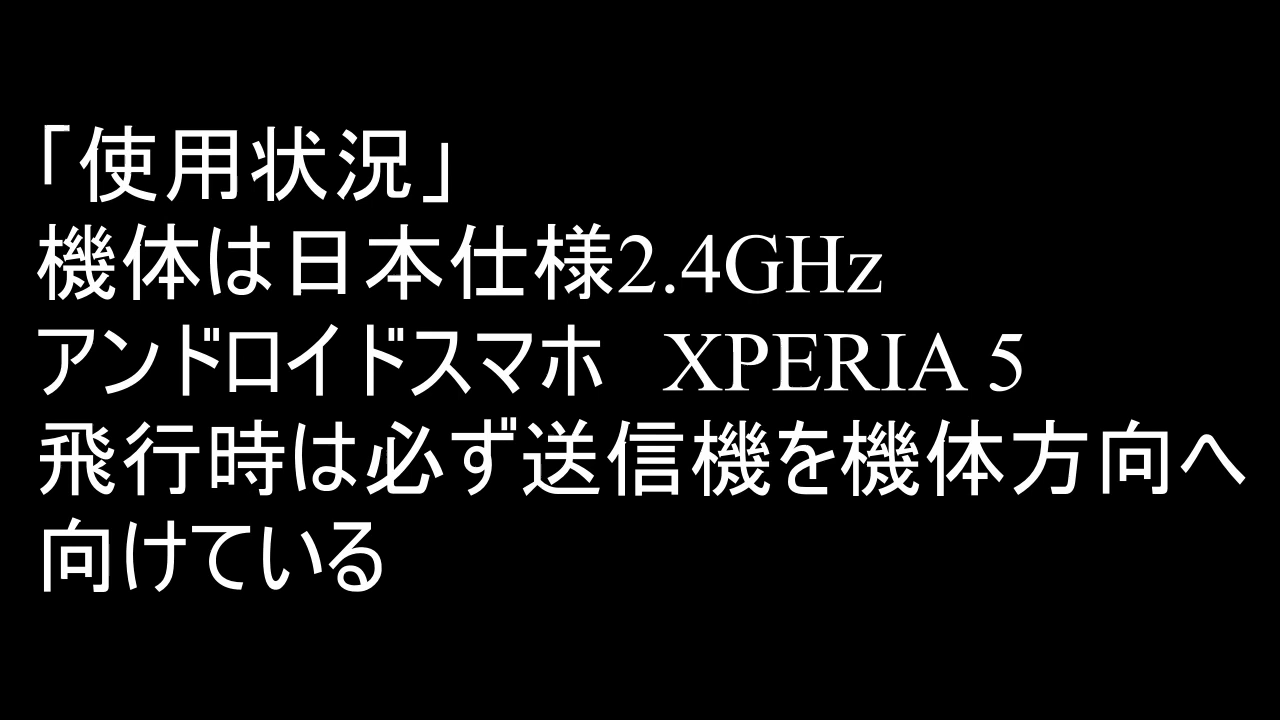 「使用状況」
機体は日本仕様2.4GHz
アンドロイドスマホ　XPERIA 5
飛行時は必ず送信機を機体方向へ
向けている